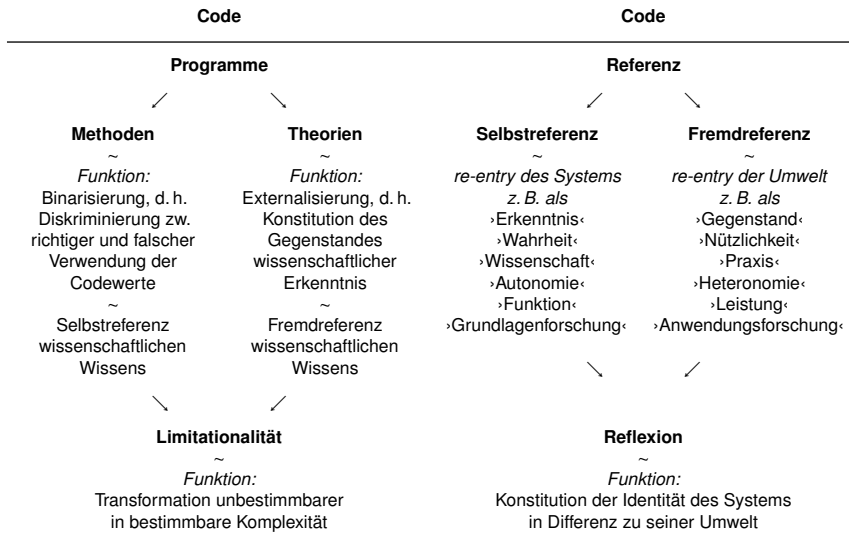 Code
Programme
Methoden
~
Funktion:
Binarisierung, d. h.
Diskriminierung zw.
richtiger und falscher
Verwendung der
Codewerte
~
Selbstreferenz
wissenschaftlichen
Wissens
Theorien
~
Funktion:
Externalisierung, d. h.
Konstitution des
Gegenstandes
wissenschaftlicher
Erkenntnis
~
Fremdreferenz
wissenschaftlichen
Wissens
Limitationalität
~
Funktion:
Transformation unbestimmbarer
in bestimmbare Komplexität
Code
Referenz
Selbstreferenz
~
re-entry des Systems
z. B. als
›Erkenntnis‹
›Wahrheit‹
›Wissenschaft‹
›Autonomie‹
›Funktion‹
›Grundlagenforschung‹
Fremdreferenz
~
re-entry der Umwelt
z. B. als
›Gegenstand‹
›Nützlichkeit‹
›Praxis‹
›Heteronomie‹
›Leistung‹
›Anwendungsforschung‹
Reflexion
~
Funktion:
Konstitution der Identität des Systems
in Differenz zu seiner Umwelt